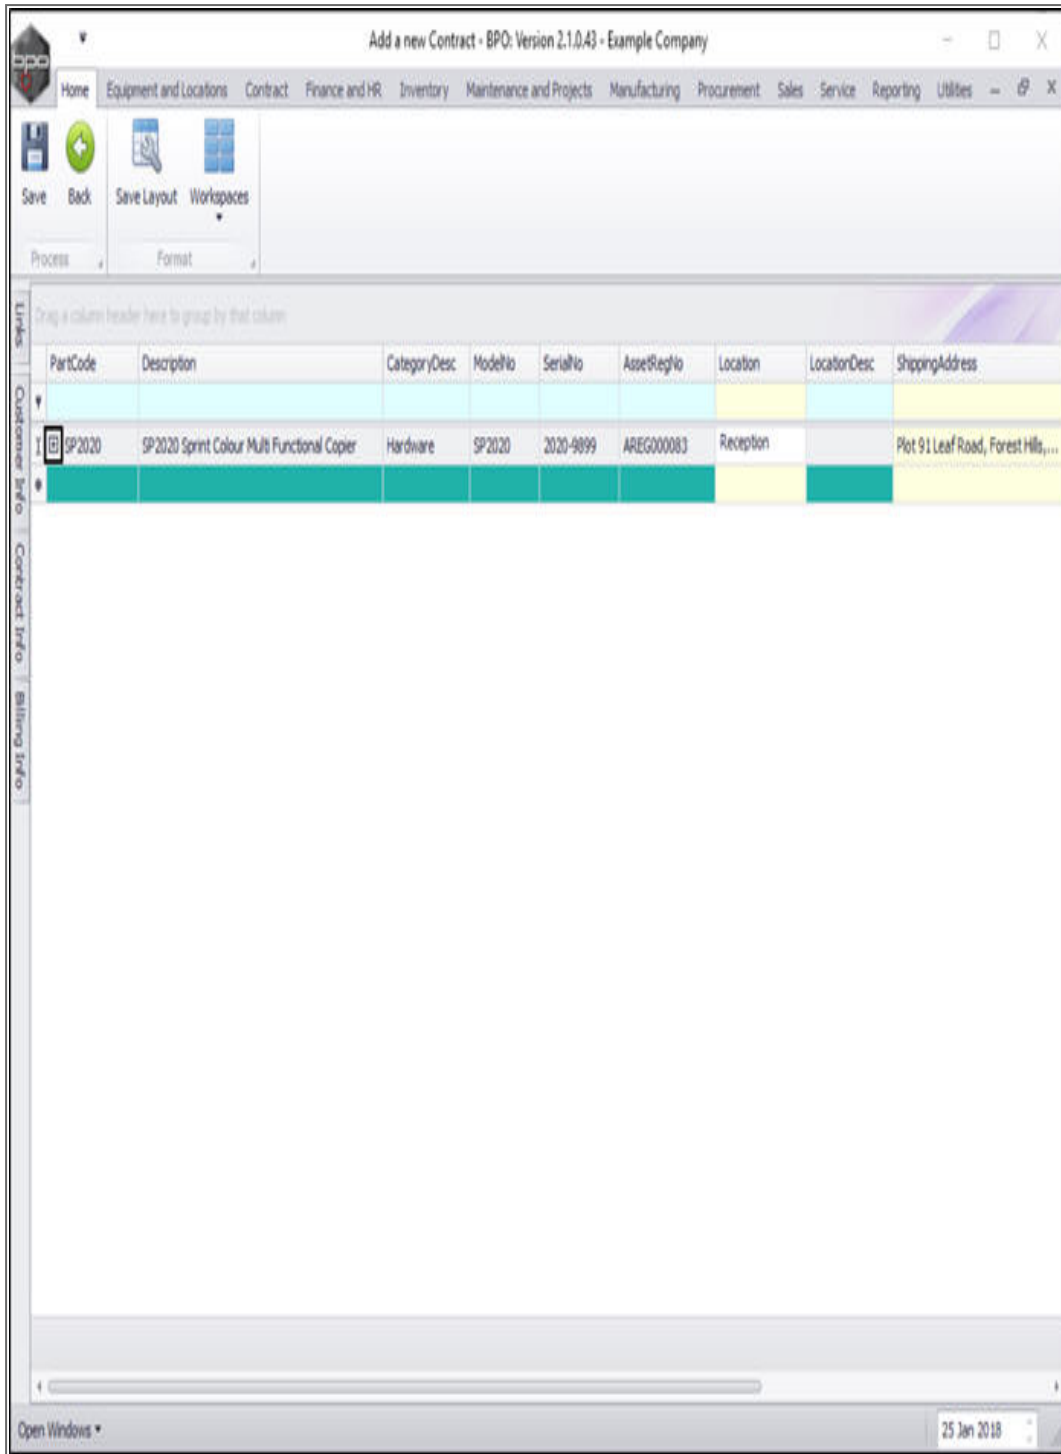 Add a new Contract - BPO: Version 2.1.0.43 - Example Company
bpo
Home Equipment and Locations Contract Finance and HR Inventory Maintenance and Projects Manufacturing Procurement Sales Service Reporting Utilities
Save Back Save Layout Workspaces
Process Format
Links
Customer Info
Contract Info
Billing Info
Drag a column header here to group by that column
PartCode Description CategoryDesc ModelNo SerialNo AssetRegNo Location LocationDesc ShippingAddress
SP2020 SP2020 Sprint Colour Multi Functional Copier Hardware SP2020 2020-9899 AREG000083 Reception Plot 91 Leaf Road, Forest Hills,...
Open Windows 25 Jan 2018